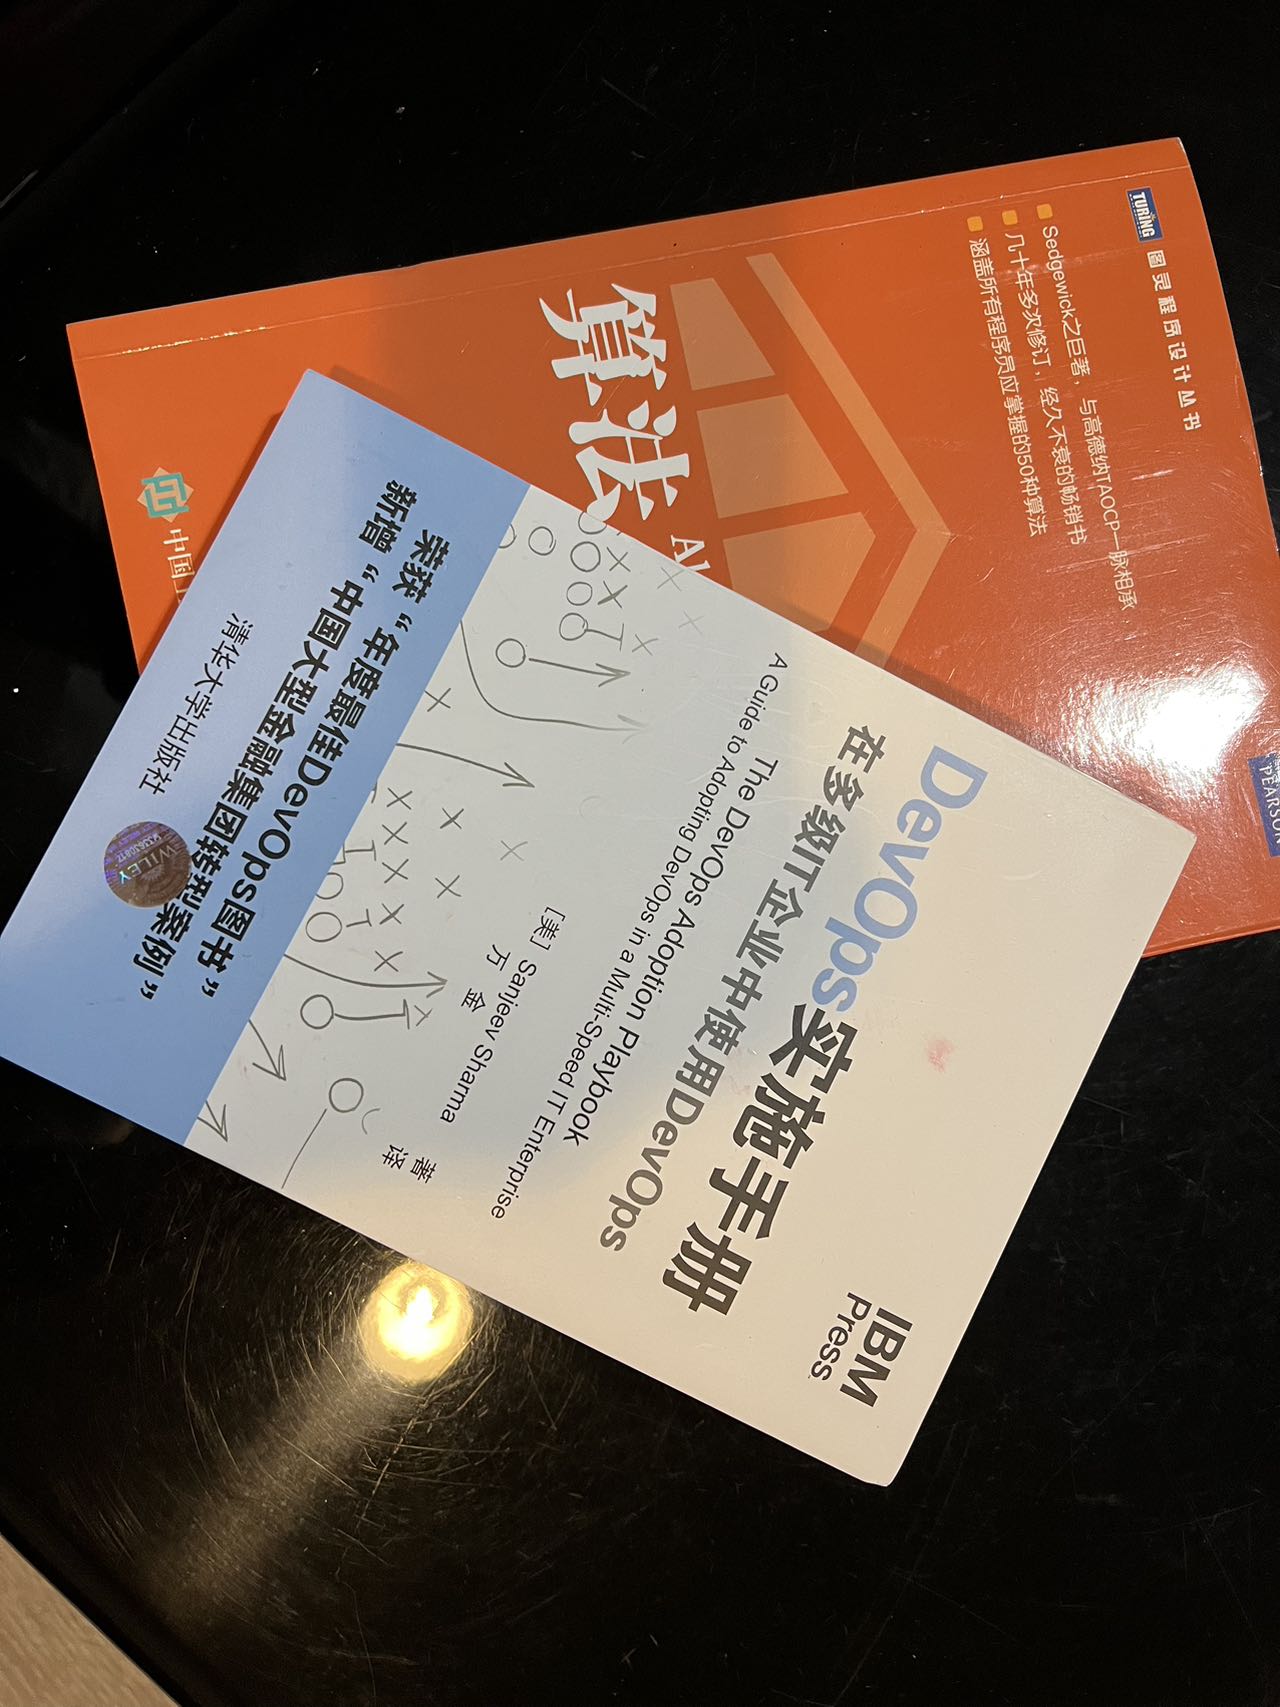 TURING
图灵程序设计丛书
Sedgewick之巨著，与高德纳TAOCP一脉相承
几十年多次修订，经久不衰的畅销书
涵盖所有程序员应掌握的50种算法
PEARSON
算法
Al
中国
IBM
Press
DevOps实施手册
在多级IT企业中使用DevOps
The DevOps Adoption Playbook
A Guide to Adopting DevOps in a Multi-Speed IT Enterprise
[美] Sanjeev Sharma 著
万金 译
荣获“年度最佳DevOps图书”
新增“中国大型金融集团转型案例”
清华大学出版社
WILEY